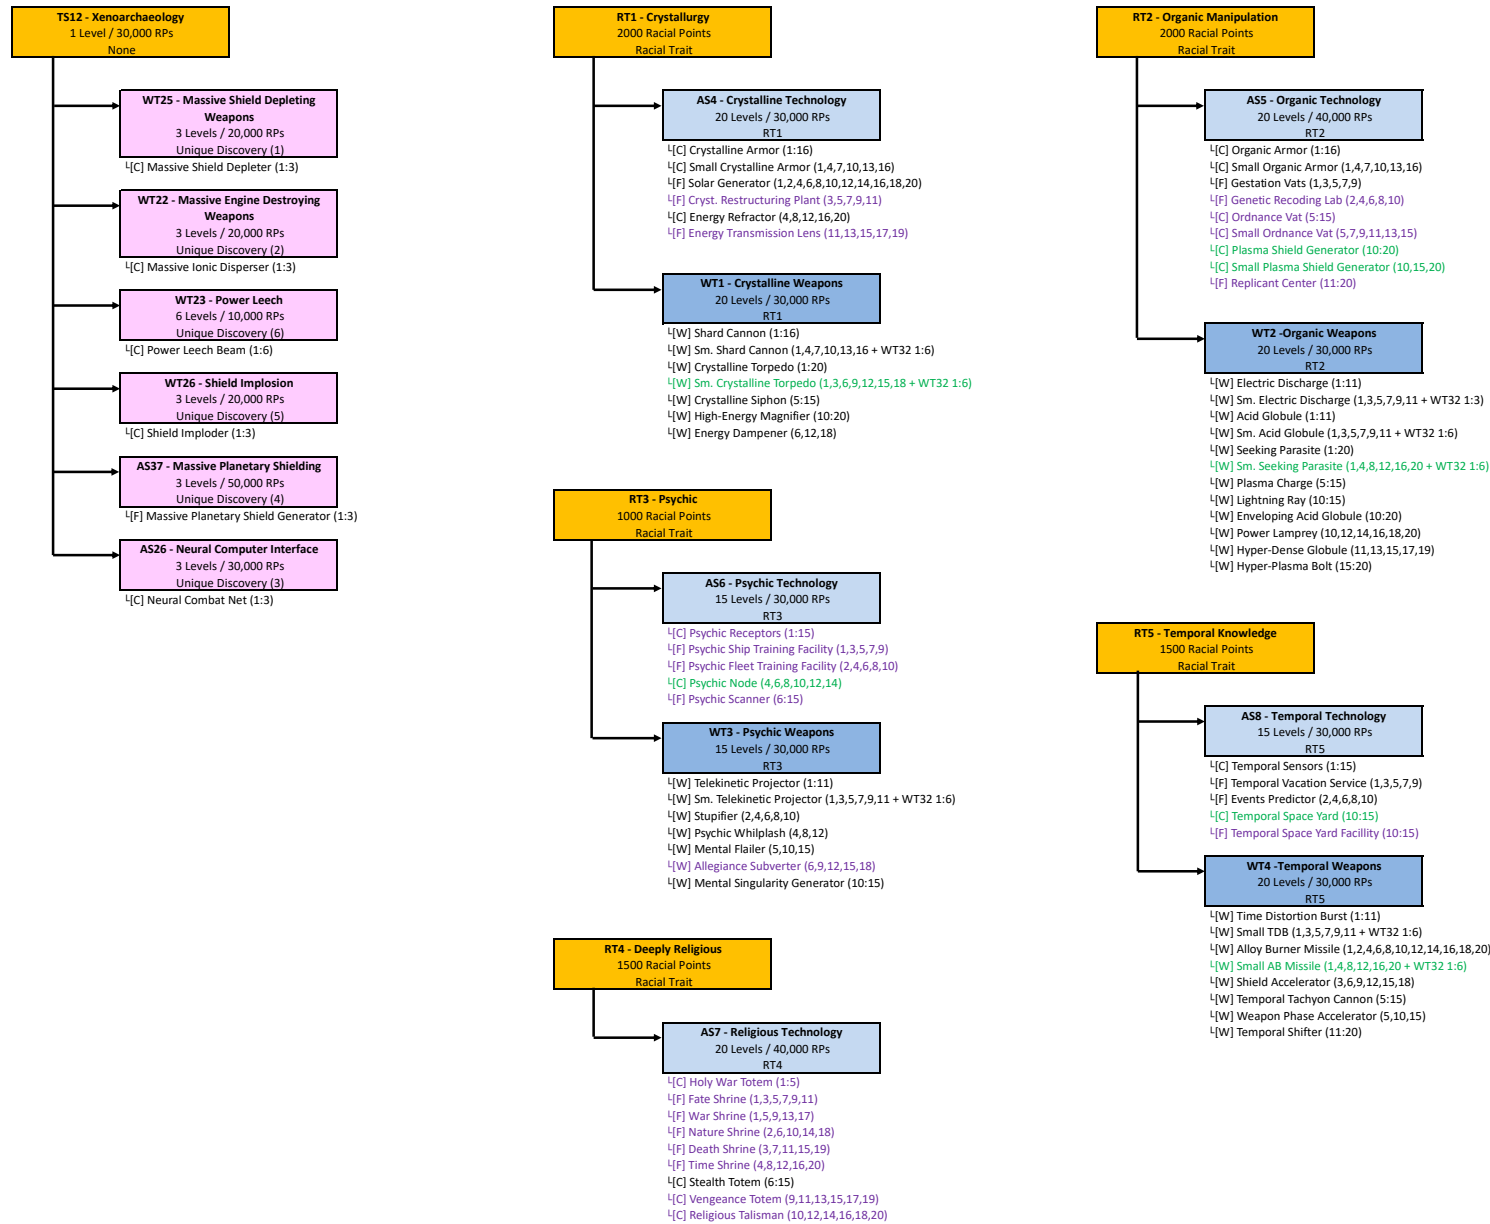 TS12 - Xenoarchaeology
1 Level / 30,000 RPs
None
WT25 - Massive Shield Depleting
Weapons
3 Levels / 20,000 RPs
Unique Discovery (1)
└[C] Massive Shield Depleter (1:3)
WT22 - Massive Engine Destroying
Weapons
3 Levels / 20,000 RPs
Unique Discovery (2)
└[C] Massive Ionic Disperser (1:3)
WT23 - Power Leech
6 Levels / 10,000 RPs
Unique Discovery (6)
└[C] Power Leech Beam (1:6)
WT26 - Shield Implosion
3 Levels / 20,000 RPs
Unique Discovery (5)
└[C] Shield Imploder (1:3)
AS37 - Massive Planetary Shielding
3 Levels / 50,000 RPs
Unique Discovery (4)
└[F] Massive Planetary Shield Generator (1:3)
AS26 - Neural Computer Interface
3 Levels / 30,000 RPs
Unique Discovery (3)
└[C] Neural Combat Net (1:3)
RT1 - Crystallurgy
2000 Racial Points
Racial Trait
AS4 - Crystalline Technology
20 Levels / 30,000 RPs
RT1
└[C] Crystalline Armor (1:16)
└[C] Small Crystalline Armor (1,4,7,10,13,16)
└[F] Solar Generator (1,2,4,6,8,10,12,14,16,18,20)
└[F] Cryst. Restructuring Plant (3,5,7,9,11)
└[C] Energy Refractor (4,8,12,16,20)
└[F] Energy Transmission Lens (11,13,15,17,19)
WT1 - Crystalline Weapons
20 Levels / 30,000 RPs
RT1
└[W] Shard Cannon (1:16)
└[W] Sm. Shard Cannon (1,4,7,10,13,16 + WT32 1:6)
└[W] Crystalline Torpedo (1:20)
└[W] Sm. Crystalline Torpedo (1,3,6,9,12,15,18 + WT32 1:6)
└[W] Crystalline Siphon (5:15)
└[W] High-Energy Magnifier (10:20)
└[W] Energy Dampener (6,12,18)
RT3 - Psychic
1000 Racial Points
Racial Trait
AS6 - Psychic Technology
15 Levels / 30,000 RPs
RT3
└[C] Psychic Receptors (1:15)
└[F] Psychic Ship Training Facility (1,3,5,7,9)
└[F] Psychic Fleet Training Facility (2,4,6,8,10)
└[C] Psychic Node (4,6,8,10,12,14)
└[F] Psychic Scanner (6:15)
WT3 - Psychic Weapons
15 Levels / 30,000 RPs
RT3
└[W] Telekinetic Projector (1:11)
└[W] Sm. Telekinetic Projector (1,3,5,7,9,11 + WT32 1:6)
└[W] Stupifier (2,4,6,8,10)
└[W] Psychic Whilplash (4,8,12)
└[W] Mental Flailer (5,10,15)
└[W] Allegiance Subverter (6,9,12,15,18)
└[W] Mental Singularity Generator (10:15)
RT4 - Deeply Religious
1500 Racial Points
Racial Trait
AS7 - Religious Technology
20 Levels / 40,000 RPs
RT4
└[C] Holy War Totem (1:5)
└[F] Fate Shrine (1,3,5,7,9,11)
└[F] War Shrine (1,5,9,13,17)
└[F] Nature Shrine (2,6,10,14,18)
└[F] Death Shrine (3,7,11,15,19)
└[F] Time Shrine (4,8,12,16,20)
└[C] Stealth Totem (6:15)
└[C] Vengeance Totem (9,11,13,15,17,19)
└[C] Religious Talisman (10,12,14,16,18,20)
RT2 - Organic Manipulation
2000 Racial Points
Racial Trait
AS5 - Organic Technology
20 Levels / 40,000 RPs
RT2
└[C] Organic Armor (1:16)
└[C] Small Organic Armor (1,4,7,10,13,16)
└[F] Gestation Vats (1,3,5,7,9)
└[F] Genetic Recoding Lab (2,4,6,8,10)
└[C] Ordnance Vat (5:15)
└[C] Small Ordnance Vat (5,7,9,11,13,15)
└[C] Plasma Shield Generator (10:20)
└[C] Small Plasma Shield Generator (10,15,20)
└[F] Replicant Center (11:20)
WT2 -Organic Weapons
20 Levels / 30,000 RPs
RT2
└[W] Electric Discharge (1:11)
└[W] Sm. Electric Discharge (1,3,5,7,9,11 + WT32 1:3)
└[W] Acid Globule (1:11)
└[W] Sm. Acid Globule (1,3,5,7,9,11 + WT32 1:6)
└[W] Seeking Parasite (1:20)
└[W] Sm. Seeking Parasite (1,4,8,12,16,20 + WT32 1:6)
└[W] Plasma Charge (5:15)
└[W] Lightning Ray (10:15)
└[W] Enveloping Acid Globule (10:20)
└[W] Power Lamprey (10,12,14,16,18,20)
└[W] Hyper-Dense Globule (11,13,15,17,19)
└[W] Hyper-Plasma Bolt (15:20)
RT5 - Temporal Knowledge
1500 Racial Points
Racial Trait
AS8 - Temporal Technology
15 Levels / 30,000 RPs
RT5
└[C] Temporal Sensors (1:15)
└[F] Temporal Vacation Service (1,3,5,7,9)
└[F] Events Predictor (2,4,6,8,10)
└[C] Temporal Space Yard (10:15)
└[F] Temporal Space Yard Facillity (10:15)
WT4 -Temporal Weapons
20 Levels / 30,000 RPs
RT5
└[W] Time Distortion Burst (1:11)
└[W] Small TDB (1,3,5,7,9,11 + WT32 1:6)
└[W] Alloy Burner Missile (1,2,4,6,8,10,12,14,16,18,20)
└[W] Small AB Missile (1,4,8,12,16,20 + WT32 1:6)
└[W] Shield Accelerator (3,6,9,12,15,18)
└[W] Temporal Tachyon Cannon (5:15)
└[W] Weapon Phase Accelerator (5,10,15)
└[W] Temporal Shifter (11:20)